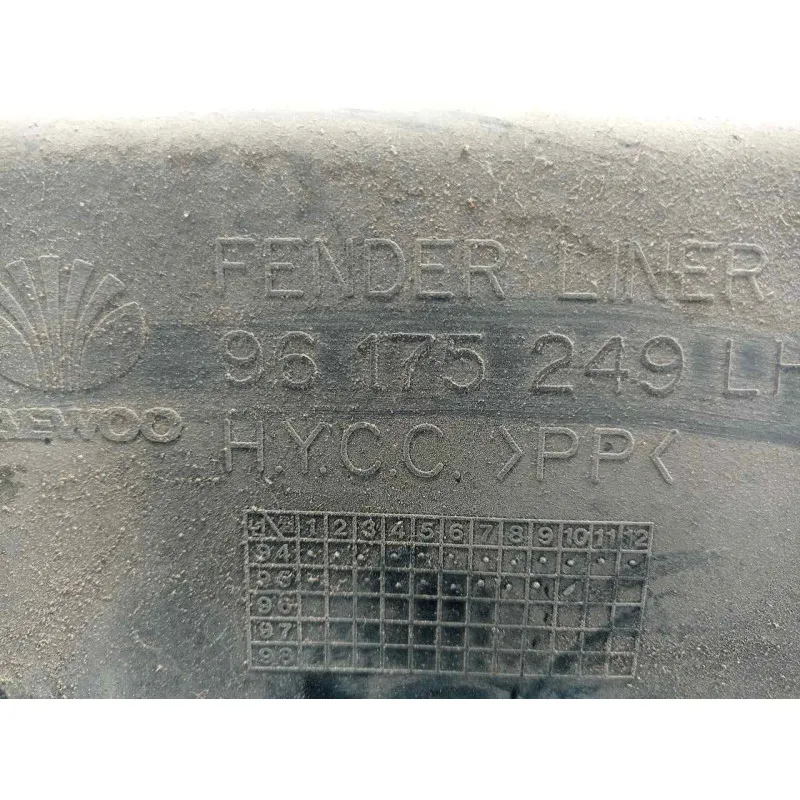 FENDER LINER
96 175 249 LH
DAEWOO
H.Y.C.C. >PP<
1 2 3 4 5 6 7 8 9 10 11 12
94
95
96
97
98